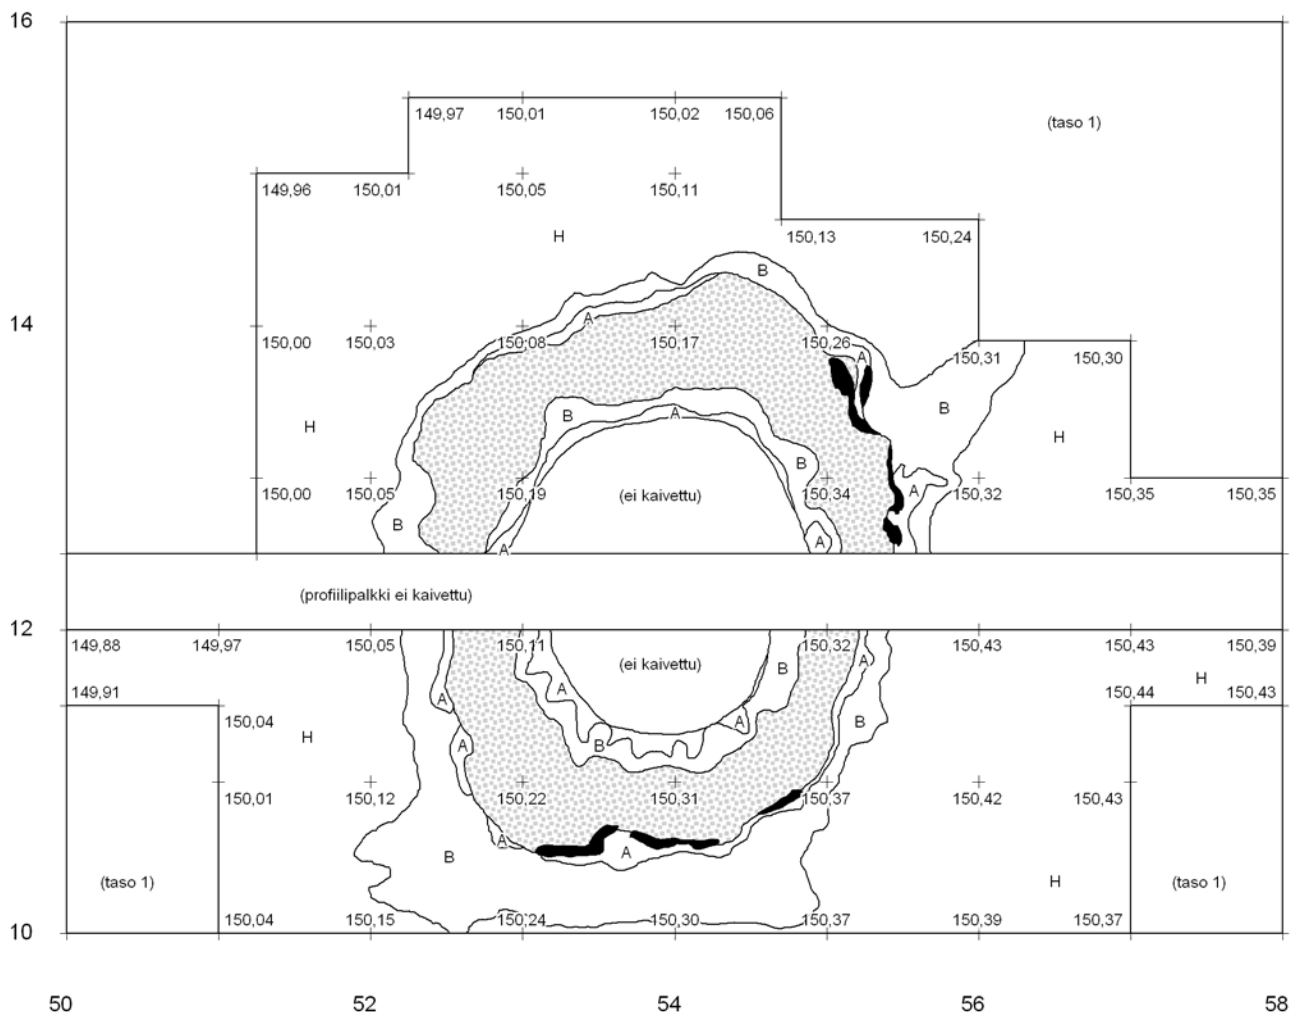 16
149,97 150,01 150,02 150,06
(taso 1)
149,96 150,01 150,05 150,11
H 150,13 150,24
B
A
14
150,00 150,03 150,08 150,17 150,26 A 150,31 150,30
B A B
H H
B
150,00 150,05 150,19 (ei kaivettu) 150,34 A 150,32 150,35 150,35
B
A A
(profiilipalkki ei kaivettu)
12
149,88 149,97 150,05 150,11 (ei kaivettu) 150,32 150,43 150,43 150,39
B A
H
149,91 A A 150,44 150,43
150,04 A B
H A B
150,01 150,12 150,22 150,31 150,37 150,42 150,43
A A
B
(taso 1) H (taso 1)
150,04 150,15 150,24 150,30 150,37 150,39 150,37
10
50 52 54 56 58